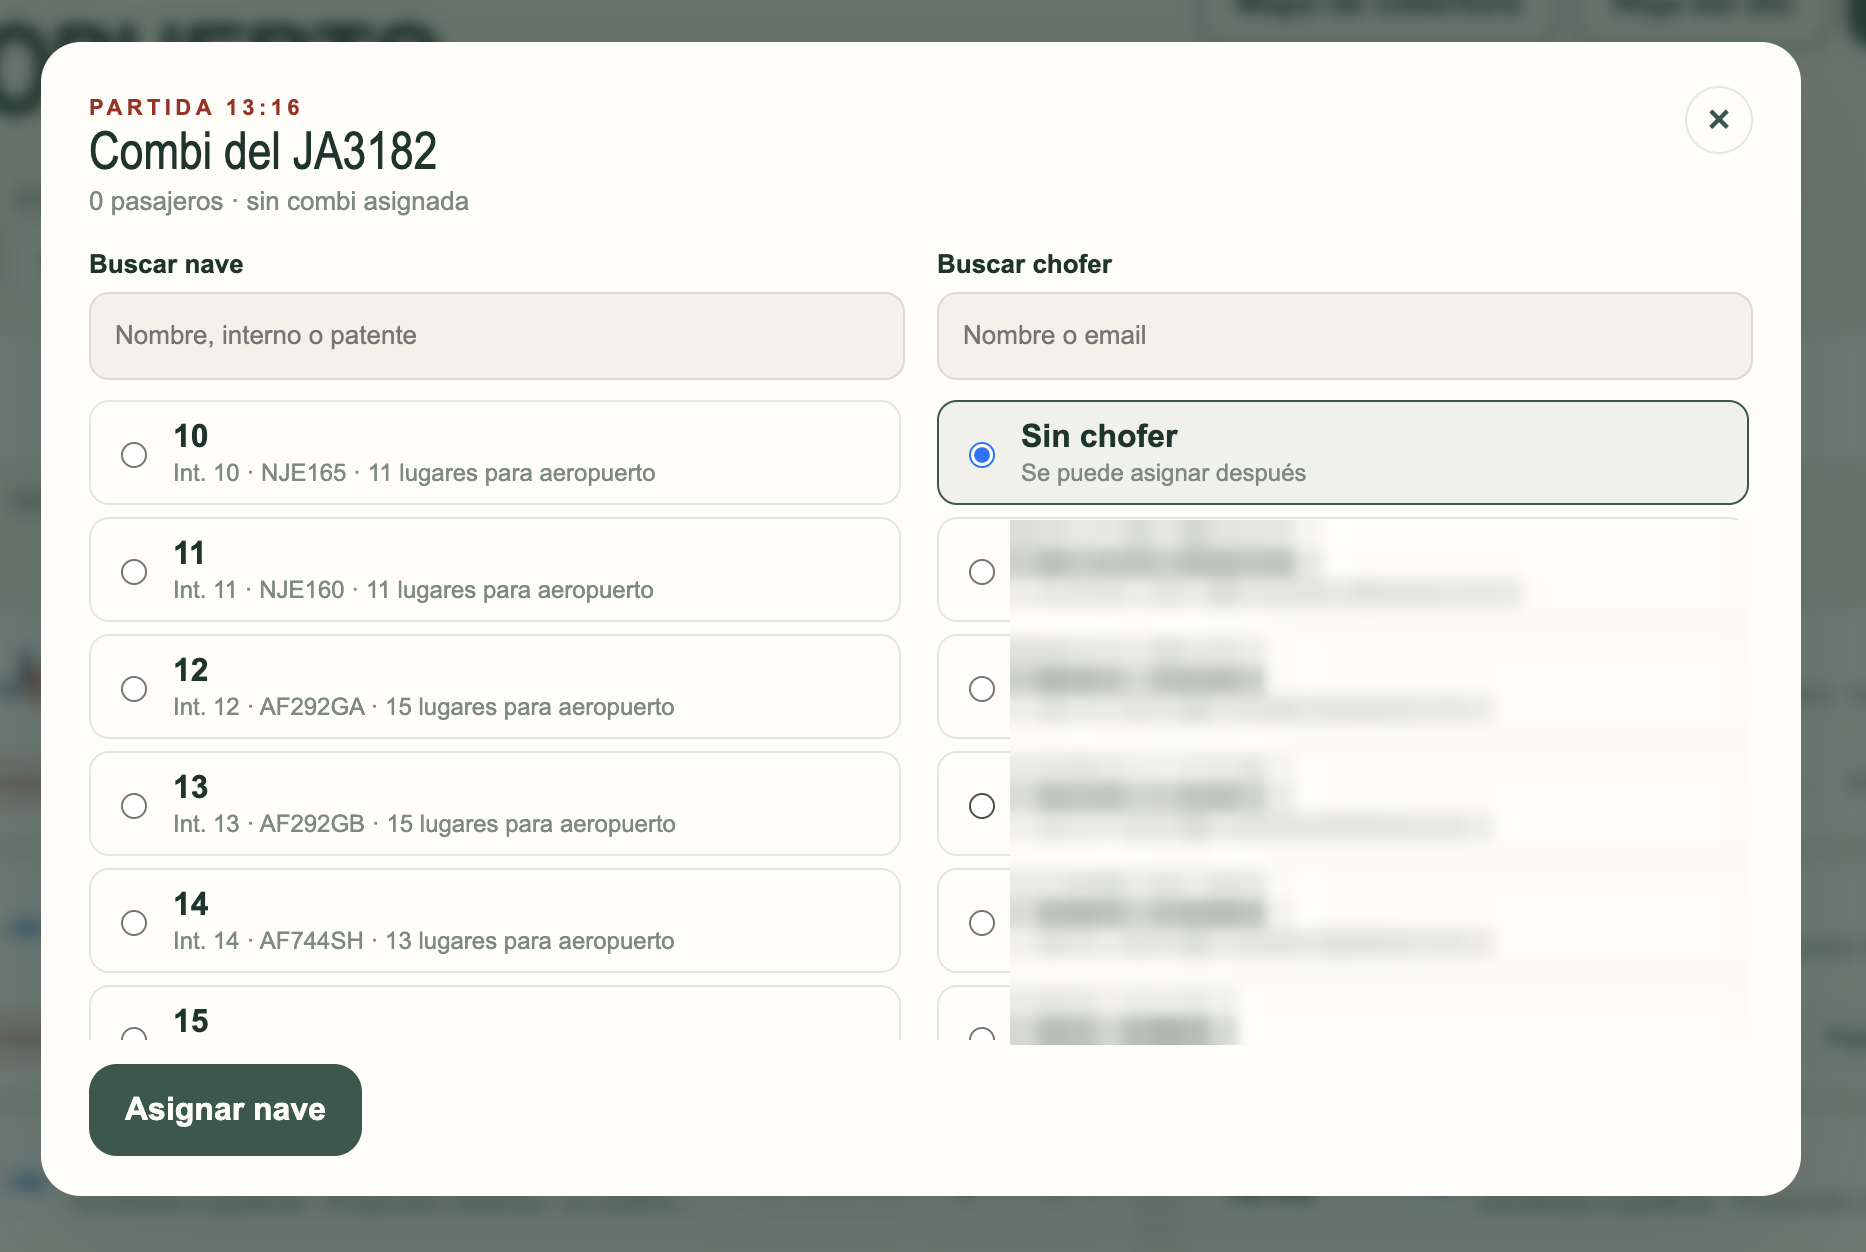 PARTIDA 13:16
Combi del JA3182
0 pasajeros · sin combi asignada
Buscar nave
Nombre, interno o patente
10
Int. 10 · NJE165 · 11 lugares para aeropuerto
11
Int. 11 · NJE160 · 11 lugares para aeropuerto
12
Int. 12 · AF292GA · 15 lugares para aeropuerto
13
Int. 13 · AF292GB · 15 lugares para aeropuerto
14
Int. 14 · AF744SH · 13 lugares para aeropuerto
15
Buscar chofer
Nombre o email
Sin chofer
Se puede asignar después
Asignar nave